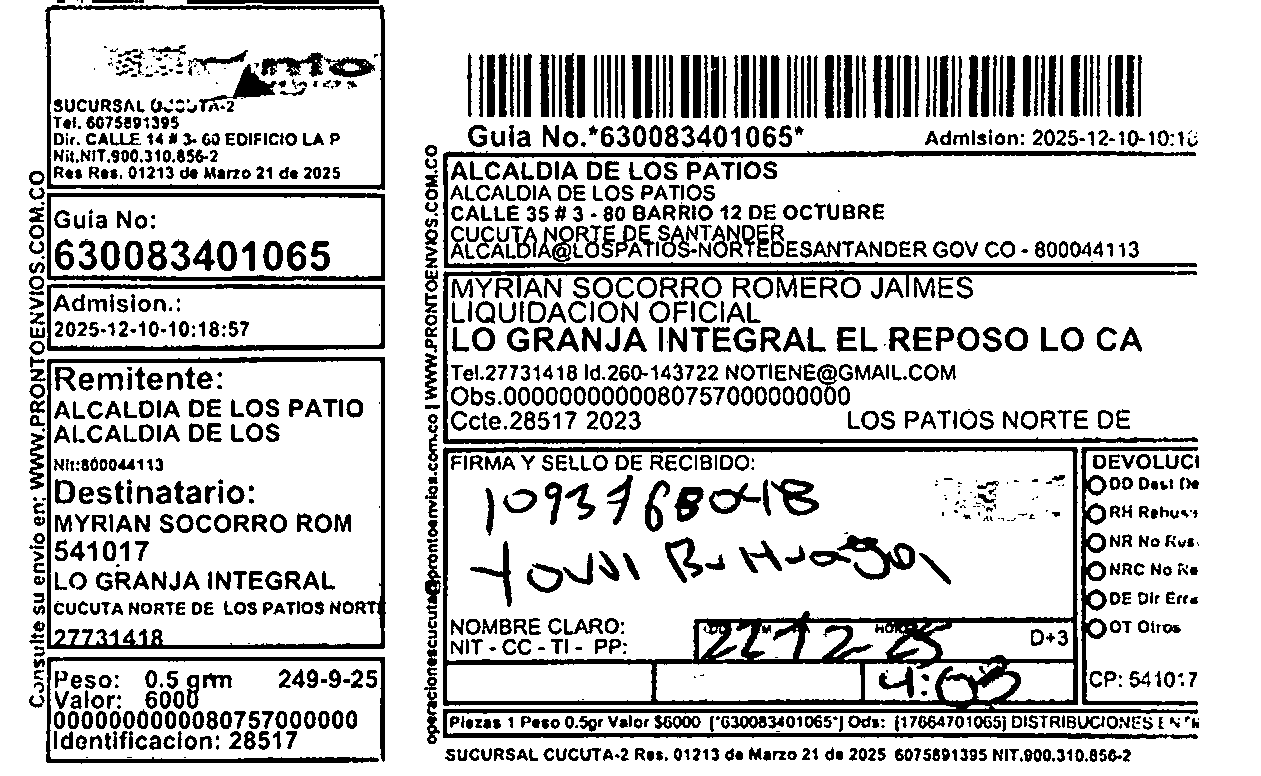 SUCURSAL CUCUTA-2
Tel. 6075891395
Dir. CALLE 14 # 3- 60 EDIFICIO LA P
Nit.NIT.900.310.856-2
Res Res. 01213 de Marzo 21 de 2025
Consulte su envio en: WWW.PRONTOENVIOS.COM.CO
Guía No:
630083401065
Admision.:
2025-12-10-10:18:57
Remitente:
ALCALDIA DE LOS PATIO
ALCALDIA DE LOS
Nit:800044113
Destinatario:
MYRIAN SOCORRO ROM
541017
LO GRANJA INTEGRAL
CUCUTA NORTE DE LOS PATIOS NORTE
27731418
Peso: 0.5 grm 249-9-25
Valor: 6000
0000000000080757000000
Identificacion: 28517
Guia No.*630083401065*
Admision: 2025-12-10-10:18
operacionescucuta@prontoenvios.com.co | WWW.PRONTOENVIOS.COM.CO
ALCALDIA DE LOS PATIOS
ALCALDIA DE LOS PATIOS
CALLE 35 # 3 - 80 BARRIO 12 DE OCTUBRE
CUCUTA NORTE DE SANTANDER
ALCALDIA@LOSPATIOS-NORTEDESANTANDER GOV CO - 800044113
MYRIAN SOCORRO ROMERO JAIMES
LIQUIDACION OFICIAL
LO GRANJA INTEGRAL EL REPOSO LO CA
Tel.27731418 Id.260-143722 NOTIENE@GMAIL.COM
Obs.0000000000080757000000000
Ccte.28517 2023 LOS PATIOS NORTE DE
FIRMA Y SELLO DE RECIBIDO:
1093768048
NOMBRE CLARO:
NIT - CC - TI - PP:
22 12 25
D+3
4:03
DEVOLUCI
DD Dest De
RH Rehus
NR No Res
NRC No Re
DE Dir Erra
OT Otros
CP: 541017
Piezas 1 Peso 0.5gr Valor $6000 [*630083401065*] Ods: [17664701065] DISTRIBUCIONES
SUCURSAL CUCUTA-2 Res. 01213 de Marzo 21 de 2025 6075891395 NIT.900.310.856-2